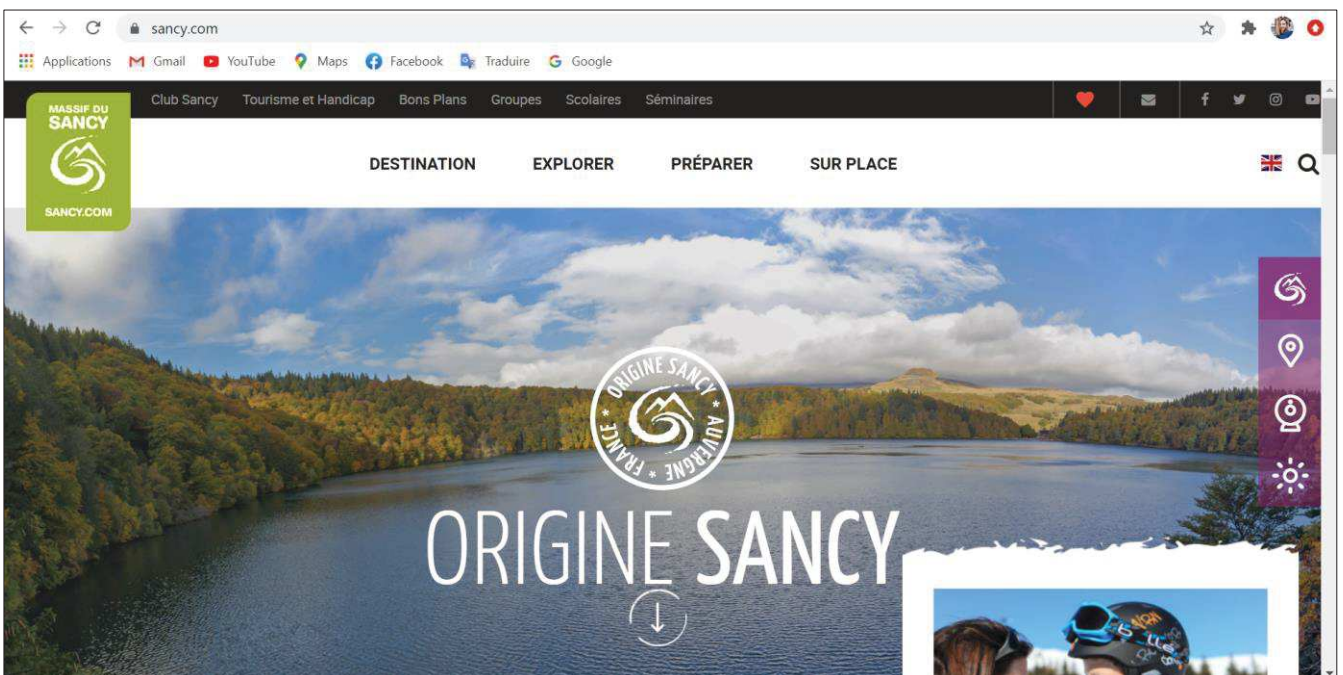 sancy.com
Applications Gmail YouTube Maps Facebook Traduire Google
MASSIF DU
SANCY
SANCY.COM
Club Sancy Tourisme et Handicap Bons Plans Groupes Scolaires Séminaires
DESTINATION EXPLORER PRÉPARER SUR PLACE
ORIGINE SANCY * AUVERGNE * FRANCE *
ORIGINE SANCY